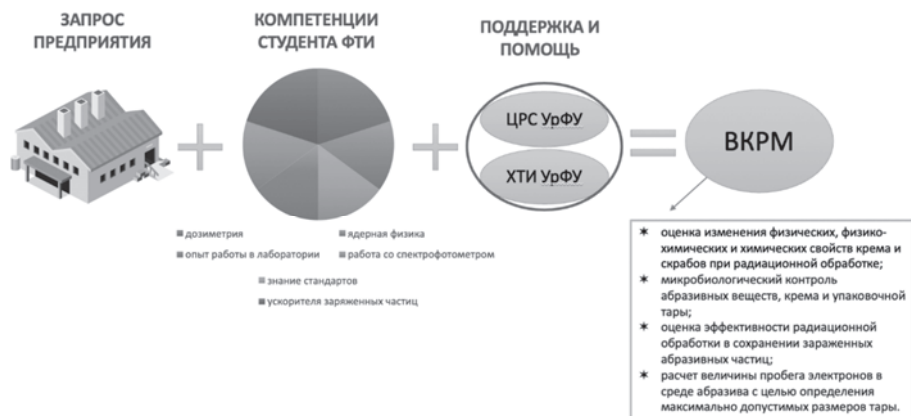 ЗАПРОС
ПРЕДПРИЯТИЯ
КОМПЕТЕНЦИИ
СТУДЕНТА ФТИ
ПОДДЕРЖКА И
ПОМОЩЬ
ЦРС УрФУ
ХТИ УрФУ
ВКРМ
дозиметрия
ядерная физика
опыт работы в лаборатории
работа со спектрофотометром
знание стандартов
ускорителя заряженных частиц
* оценка изменения физических, физико-
химических и химических свойств крема и
скрабов при радиационной обработке;
* микробиологический контроль
абразивных веществ, крема и упаковочной
тары;
* оценка эффективности радиационной
обработки в сохранении зараженных
абразивных частиц;
* расчет величины пробега электронов в
среде абразива с целью определения
максимально допустимых размеров тары.